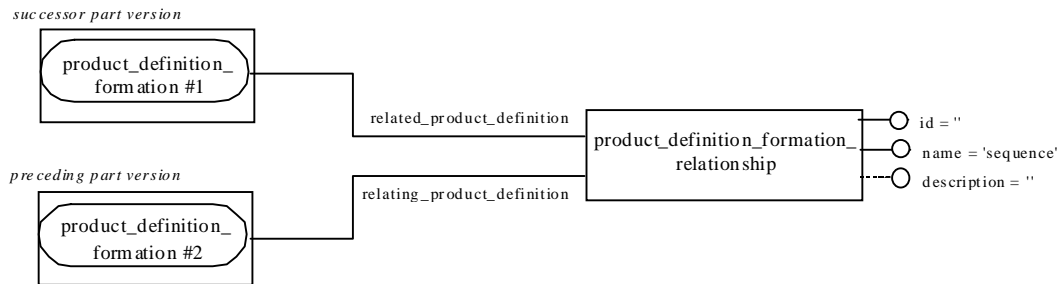 successor part version
product_definition_
formation #1
related_product_definition
product_definition_formation_
relationship
id = ''
name = 'sequence'
description = ''
preceding part version
relating_product_definition
product_definition_
formation #2